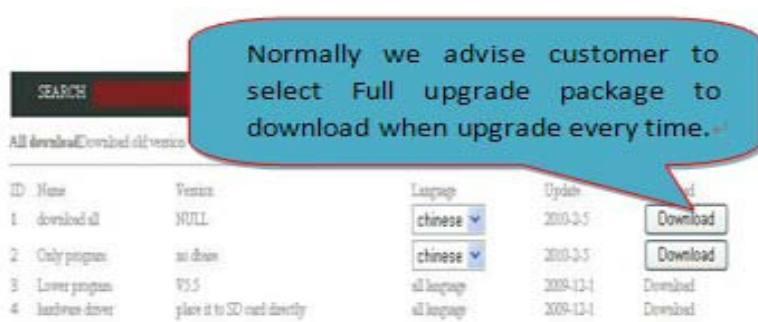 Normally we advise customer to
select Full upgrade package to
download when upgrade every time.
SEARCH
All download Download old version
ID Name Version Language Update
1 download all NULL chinese 2010-2-5 Download
2 Only program no dbase chinese 2010-2-5 Download
3 Lower program V5.5 all language 2009-12-1 Download
4 hardware driver place it to SD card directly all language 2009-12-1 Download